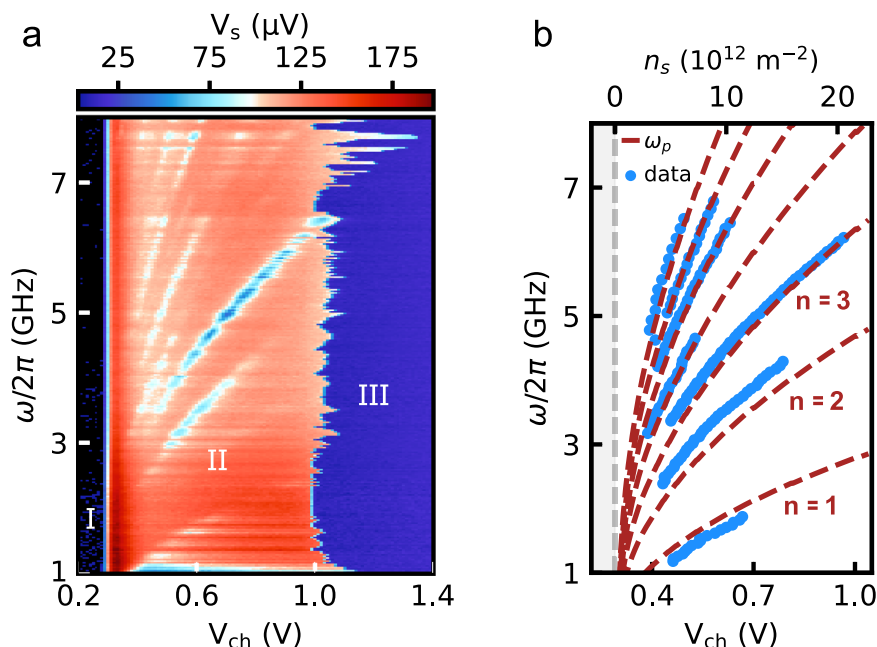 a
V_s (μV)
25 75 125 175
ω/2π (GHz)
7
5
3
1
I
II
III
0.2 0.6 1.0 1.4
V_ch (V)
b
n_s (10^12 m^-2)
0 10 20
ω_p
data
ω/2π (GHz)
7
5
3
1
n = 3
n = 2
n = 1
0.4 0.7 1.0
V_ch (V)